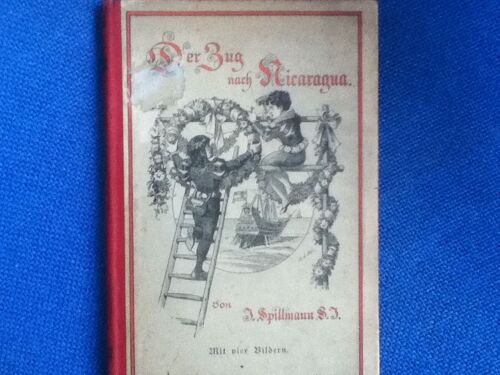 Der Zug
nach Nicaragua.
von
J. Spillmann S. J.
Mit vier Bildern.